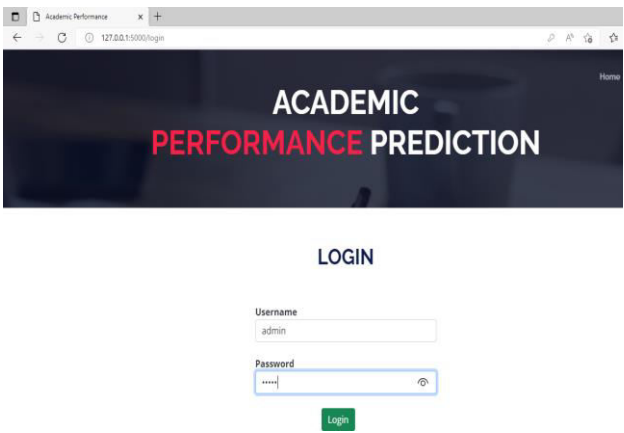 Academic Performance
127.0.0.1:5000/login
Home
ACADEMIC
PERFORMANCE PREDICTION
LOGIN
Username
admin
Password
•••••
Login